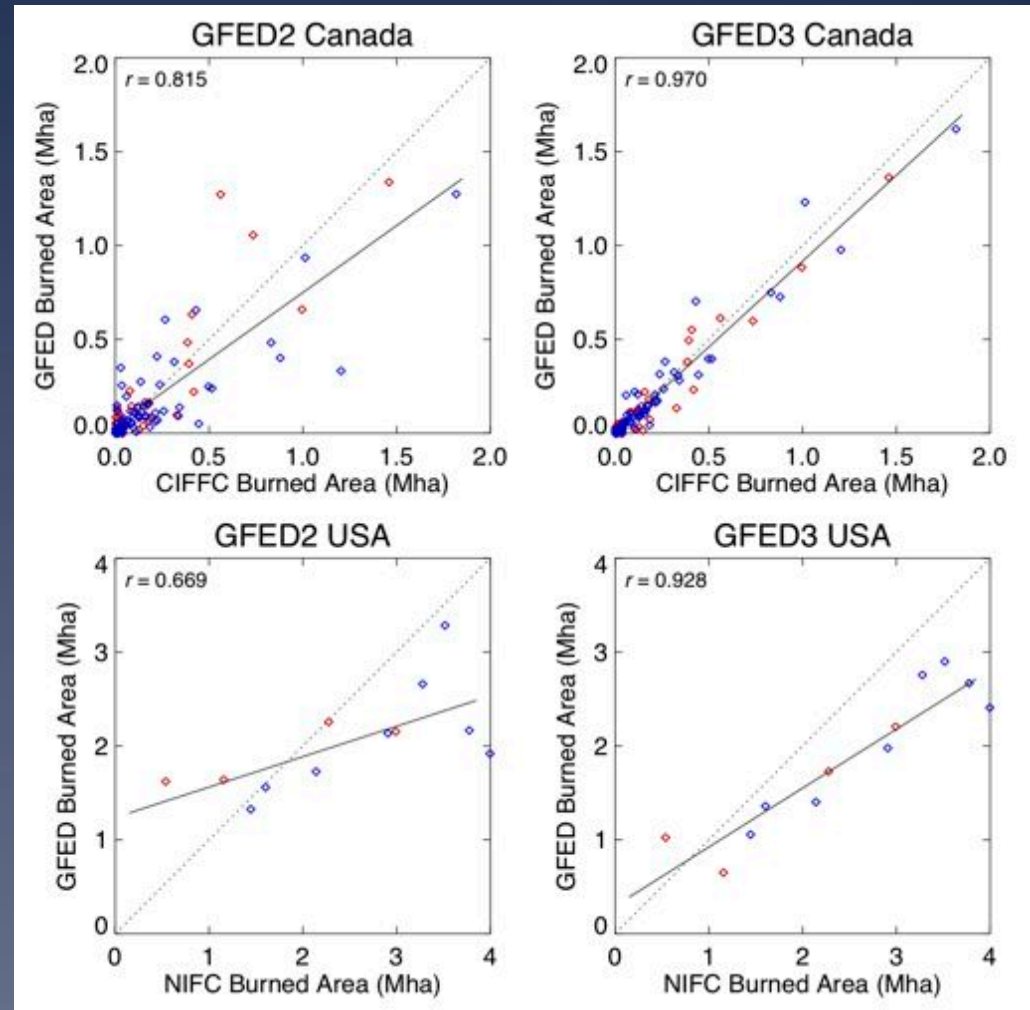 GFED2 Canada
r = 0.815
2.0
1.5
1.0
0.5
0.0
GFED Burned Area (Mha)
0.0 0.5 1.0 1.5 2.0
CIFFC Burned Area (Mha)
GFED3 Canada
r = 0.970
2.0
1.5
1.0
0.5
0.0
GFED Burned Area (Mha)
0.0 0.5 1.0 1.5 2.0
CIFFC Burned Area (Mha)
GFED2 USA
r = 0.669
4
3
2
1
0
GFED Burned Area (Mha)
0 1 2 3 4
NIFC Burned Area (Mha)
GFED3 USA
r = 0.928
4
3
2
1
0
GFED Burned Area (Mha)
0 1 2 3 4
NIFC Burned Area (Mha)